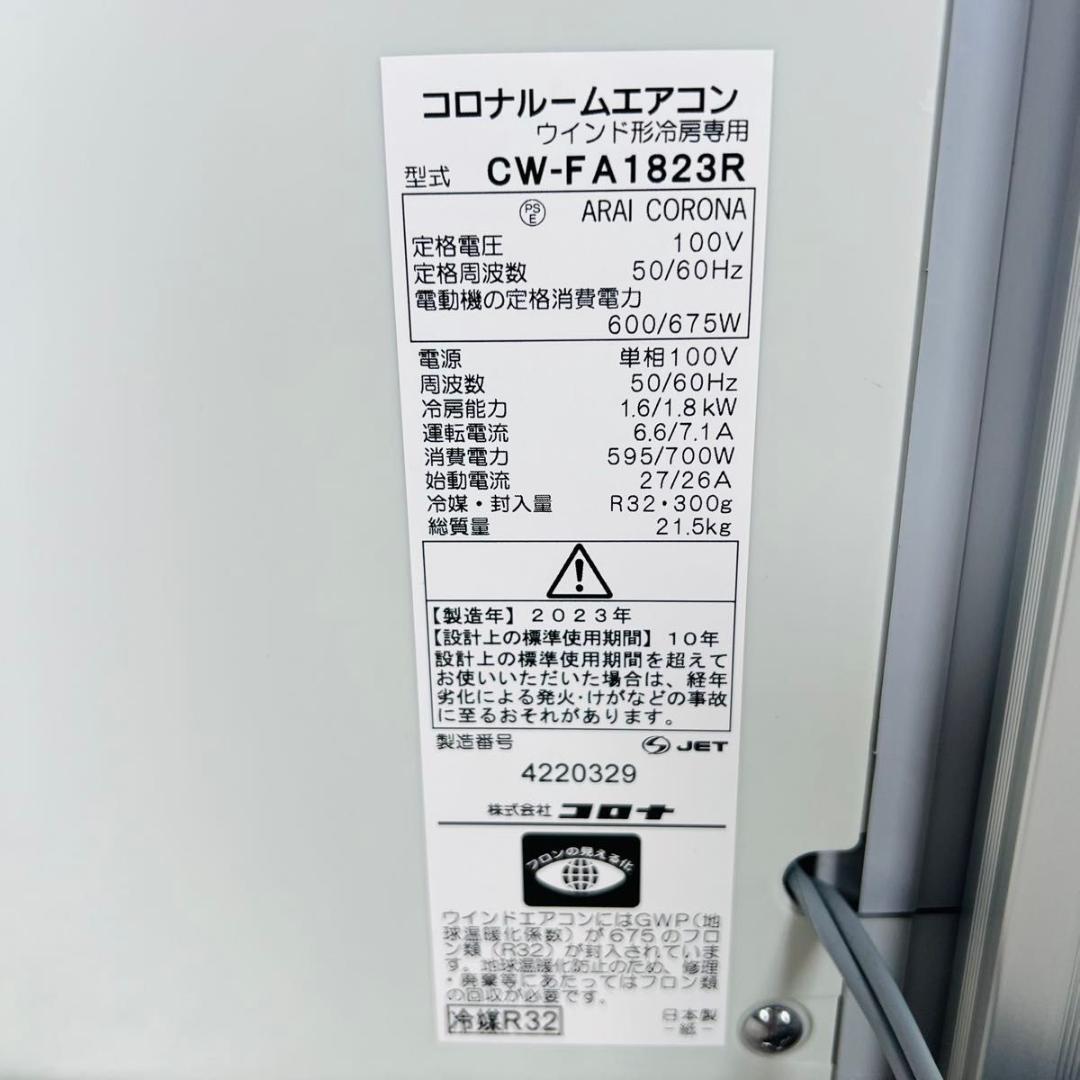 コロナルームエアコン
ウインド形冷房専用
型式 CW-FA1823R
PS E ARAI CORONA
定格電圧 100V
定格周波数 50/60Hz
電動機の定格消費電力
600/675W
電源 単相100V
周波数 50/60Hz
冷房能力 1.6/1.8kW
運転電流 6.6/7.1A
消費電力 595/700W
始動電流 27/26A
冷媒・封入量 R32・300g
総質量 21.5kg
【製造年】2023年
【設計上の標準使用期間】10年
設計上の標準使用期間を超えて
お使いいただいた場合は、経年
劣化による発火・けがなどの事故
に至るおそれがあります。
製造番号 JET
4220329
株式会社 コロナ
フロンの見える化
ウインドエアコンにはGWP(地
球温暖化係数)が675のフロ
ン類(R32)が封入されていま
す。地球温暖化防止のため、修理
・廃棄等にあたってはフロン類
の回収が必要です。
冷媒R32 日本製
－紙－